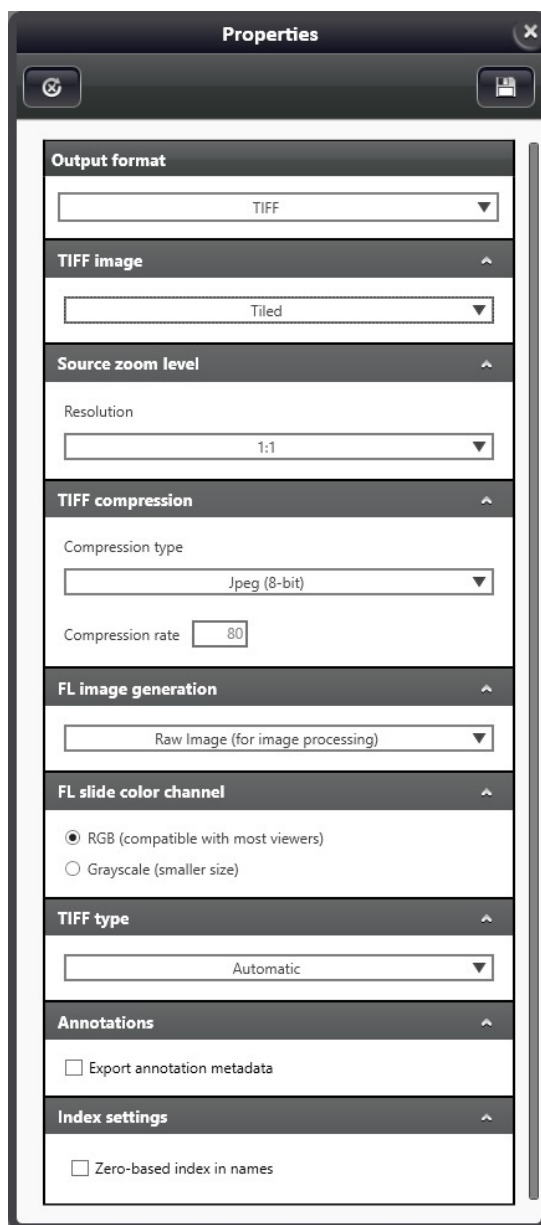 Properties
Output format
TIFF
TIFF image
Tiled
Source zoom level
Resolution
1:1
TIFF compression
Compression type
Jpeg (8-bit)
Compression rate 80
FL image generation
Raw Image (for image processing)
FL slide color channel
RGB (compatible with most viewers)
Grayscale (smaller size)
TIFF type
Automatic
Annotations
Export annotation metadata
Index settings
Zero-based index in names